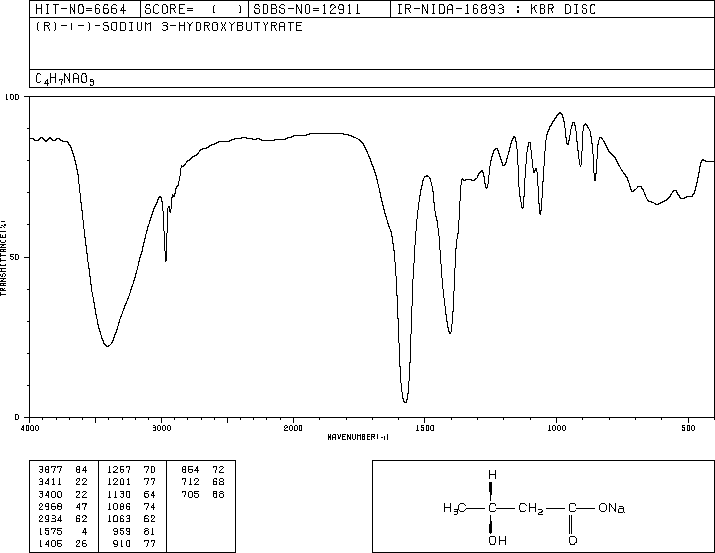 HIT-NO=6664 SCORE= ( ) SDBS-NO=12911 IR-NIDA-16893 : KBR DISC
(R)-(-)-SODIUM 3-HYDROXYBUTYRATE
C4H7NAO3
100
50
0
TRANSMITTANCE(%)
4000 3000 2000 1500 1000 500
WAVENUMBER(-1)
3877 84 1267 70 854 72
3411 22 1201 77 712 68
3400 22 1130 64 705 68
2968 47 1086 74
2934 62 1063 62
1575 4 959 81
1406 26 910 77
H
H3C C CH2 C ONa
OH O